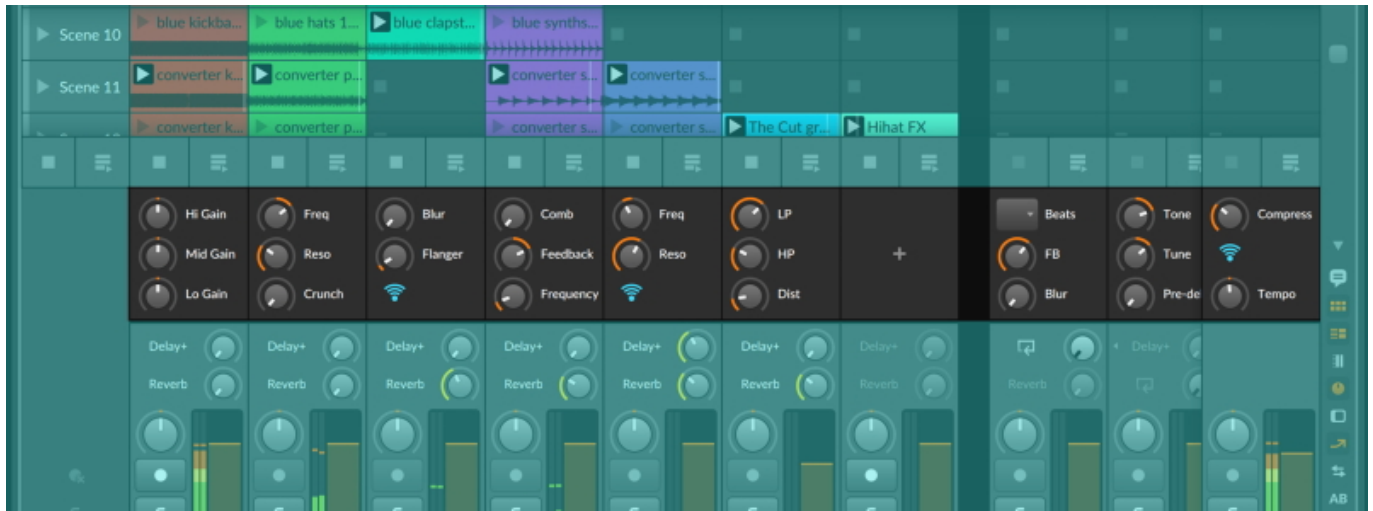 Scene 10
blue kickba...
blue hats 1...
blue clapst...
blue synths...
Scene 11
converter k...
converter p...
converter s...
converter s...
converter k...
converter p...
converter s...
converter s...
The Cut gr...
Hihat FX
Hi Gain
Freq
Blur
Comb
Freq
LP
Beats
Tone
Compress
Mid Gain
Reso
Flanger
Feedback
Reso
HP
+
FB
Tune
Lo Gain
Crunch
Frequency
Dist
Blur
Pre-de
Tempo
Delay+
Delay+
Delay+
Delay+
Delay+
Delay+
Delay+
Delay+
Reverb
Reverb
Reverb
Reverb
Reverb
Reverb
Reverb
Reverb
AB